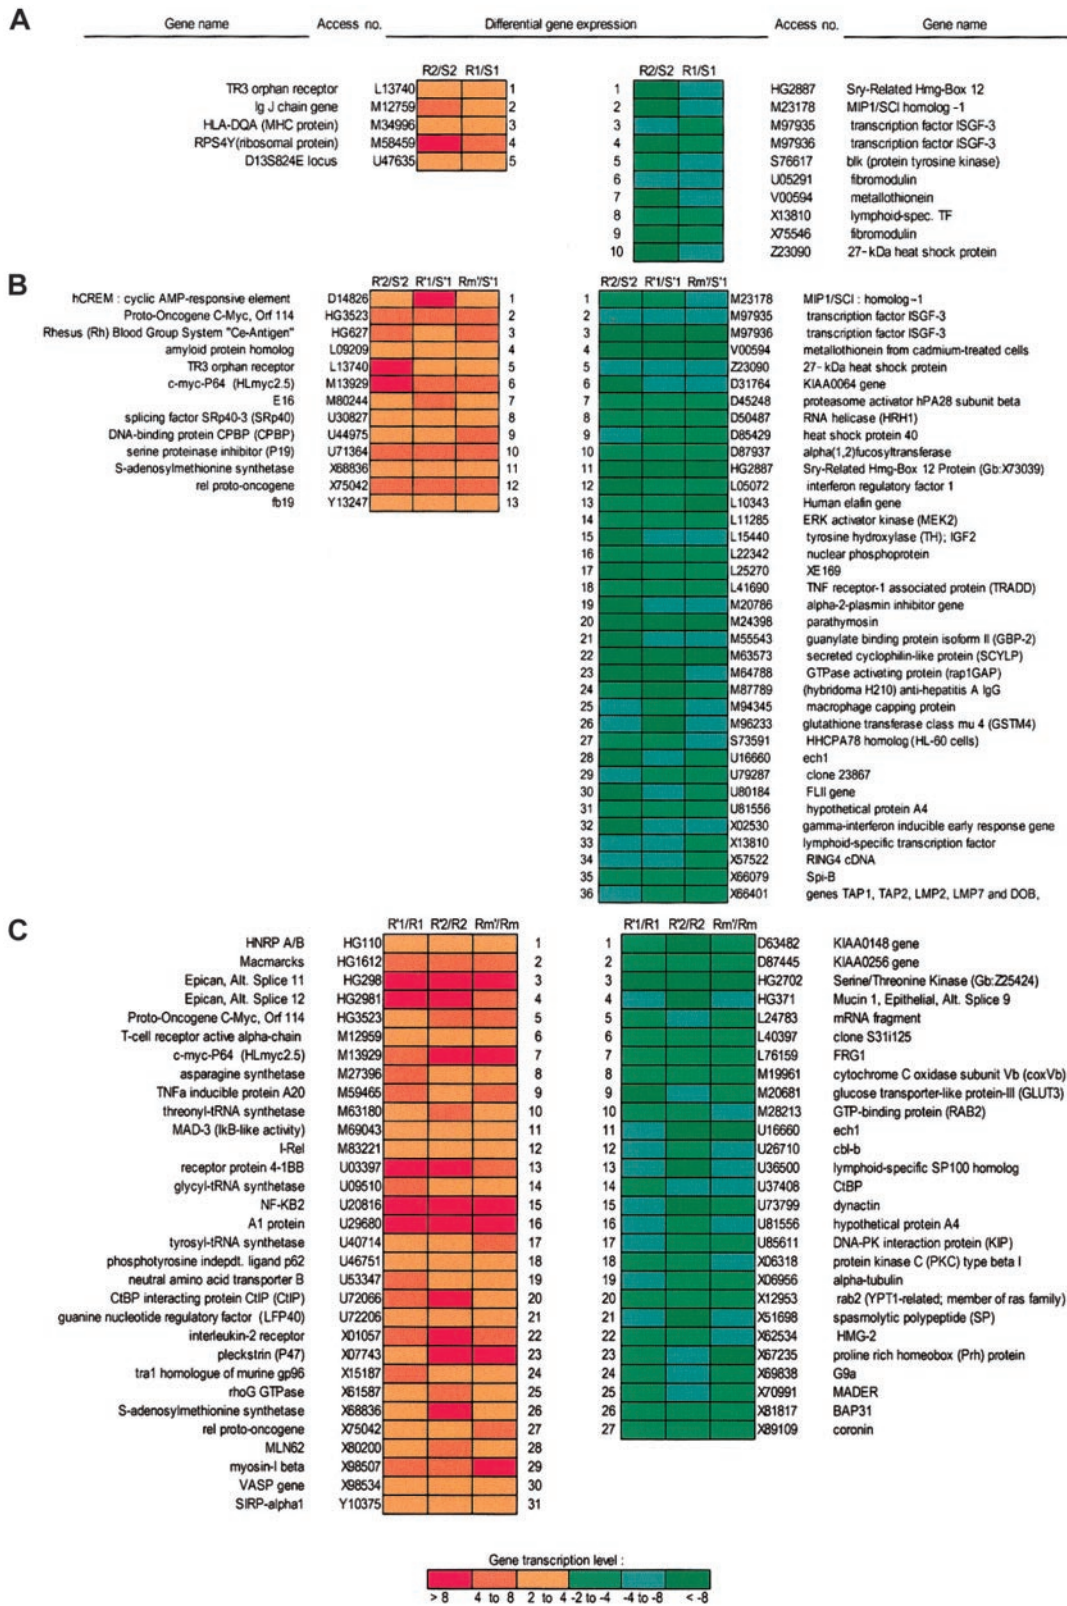 A
Gene name Access no. Differential gene expression Access no. Gene name
R2/S2 R1/S1 R2/S2 R1/S1
TR3 orphan receptor L13740 1 1 HG2887 Sry-Related Hmg-Box 12
Ig J chain gene M12759 2 2 M23178 MIP1/SCI homolog -1
HLA-DQA (MHC protein) M34996 3 3 M97935 transcription factor ISGF-3
RPS4Y(ribosomal protein) M58459 4 4 M97936 transcription factor ISGF-3
D13S824E locus U47635 5 5 S76617 blk (protein tyrosine kinase)
6 U05291 fibromodulin
7 V00594 metallothionein
8 X13810 lymphoid-spec. TF
9 X75546 fibromodulin
10 Z23090 27-kDa heat shock protein
B
R'2/S'2 R'1/S'1 Rm'/S'1 R'2/S'2 R'1/S'1 Rm'/S'1
hCREM : cyclic AMP-responsive element D14826 1 1 M23178 MIP1/SCI : homolog-1
Proto-Oncogene C-Myc, Orf 114 HG3523 2 2 M97935 transcription factor ISGF-3
Rhesus (Rh) Blood Group System "Ce-Antigen" HG627 3 3 M97936 transcription factor ISGF-3
amyloid protein homolog L09209 4 4 V00594 metallothionein from cadmium-treated cells
TR3 orphan receptor L13740 5 5 Z23090 27-kDa heat shock protein
c-myc-P64 (HLmyc2.5) M13929 6 6 D31764 KIAA0064 gene
E16 M80244 7 7 D45248 proteasome activator hPA28 subunit beta
splicing factor SRp40-3 (SRp40) U30827 8 8 D50487 RNA helicase (HRH1)
DNA-binding protein CPBP (CPBP) U44975 9 9 D85429 heat shock protein 40
serine proteinase inhibitor (P19) U71364 10 10 D87937 alpha(1,2)fucosyltransferase
S-adenosylmethionine synthetase X68836 11 11 HG2887 Sry-Related Hmg-Box 12 Protein (Gb:X73039)
rel proto-oncogene X75042 12 12 L05072 interferon regulatory factor 1
fb19 Y13247 13 13 L10343 Human elafin gene
14 L11285 ERK activator kinase (MEK2)
15 L15440 tyrosine hydroxylase (TH); IGF2
16 L22342 nuclear phosphoprotein
17 L25270 XE169
18 L41690 TNF receptor-1 associated protein (TRADD)
19 M20786 alpha-2-plasmin inhibitor gene
20 M24398 parathymosin
21 M55543 guanylate binding protein isoform II (GBP-2)
22 M63573 secreted cyclophilin-like protein (SCYLP)
23 M64788 GTPase activating protein (rap1GAP)
24 M87789 (hybridoma H210) anti-hepatitis A IgG
25 M94345 macrophage capping protein
26 M96233 glutathione transferase class mu 4 (GSTM4)
27 S73591 HHCPA78 homolog (HL-60 cells)
28 U16660 ech1
29 U79287 clone 23867
30 U80184 FLII gene
31 U81556 hypothetical protein A4
32 X02530 gamma-interferon inducible early response gene
33 X13810 lymphoid-specific transcription factor
34 X57522 RING4 cDNA
35 X66079 Spi-B
36 X66401 genes TAP1, TAP2, LMP2, LMP7 and DOB,
C
R'1/R1 R'2/R2 Rm'/Rm R'1/R1 R'2/R2 Rm'/Rm
HNRP A/B HG110 1 1 D63482 KIAA0148 gene
Macmarcks HG1612 2 2 D87445 KIAA0256 gene
Epican, Alt. Splice 11 HG298 3 3 HG2702 Serine/Threonine Kinase (Gb:Z25424)
Epican, Alt. Splice 12 HG2981 4 4 HG371 Mucin 1, Epithelial, Alt. Splice 9
Proto-Oncogene C-Myc, Orf 114 HG3523 5 5 L24783 mRNA fragment
T-cell receptor active alpha-chain M12959 6 6 L40397 clone S31i125
c-myc-P64 (HLmyc2.5) M13929 7 7 L76159 FRG1
asparagine synthetase M27396 8 8 M19961 cytochrome C oxidase subunit Vb (coxVb)
TNFa inducible protein A20 M59465 9 9 M20681 glucose transporter-like protein-III (GLUT3)
threonyl-tRNA synthetase M63180 10 10 M28213 GTP-binding protein (RAB2)
MAD-3 (IkB-like activity) M69043 11 11 U16660 ech1
I-Rel M83221 12 12 U26710 cbl-b
receptor protein 4-1BB U03397 13 13 U36500 lymphoid-specific SP100 homolog
glycyl-tRNA synthetase U09510 14 14 U37408 CtBP
NF-KB2 U20816 15 15 U73799 dynactin
A1 protein U29680 16 16 U81556 hypothetical protein A4
tyrosyl-tRNA synthetase U40714 17 17 U85611 DNA-PK interaction protein (KIP)
phosphotyrosine indepdt. ligand p62 U46751 18 18 X06318 protein kinase C (PKC) type beta I
neutral amino acid transporter B U53347 19 19 X06956 alpha-tubulin
CtBP interacting protein CtIP (CtIP) U72066 20 20 X12953 rab2 (YPT1-related; member of ras family)
guanine nucleotide regulatory factor (LFP40) U72206 21 21 X51698 spasmolytic polypeptide (SP)
interleukin-2 receptor X01057 22 22 X62534 HMG-2
pleckstrin (P47) X07743 23 23 X67235 proline rich homeobox (Prh) protein
tra1 homologue of murine gp96 X15187 24 24 X69838 G9a
rhoG GTPase X61587 25 25 X70991 MADER
S-adenosylmethionine synthetase X68836 26 26 X81817 BAP31
rel proto-oncogene X75042 27 27 X89109 coronin
MLN62 X80200 28
myosin-I beta X98507 29
VASP gene X98534 30
SIRP-alpha1 Y10375 31
Gene transcription level :
> 8 4 to 8 2 to 4 -2 to -4 -4 to -8 < -8